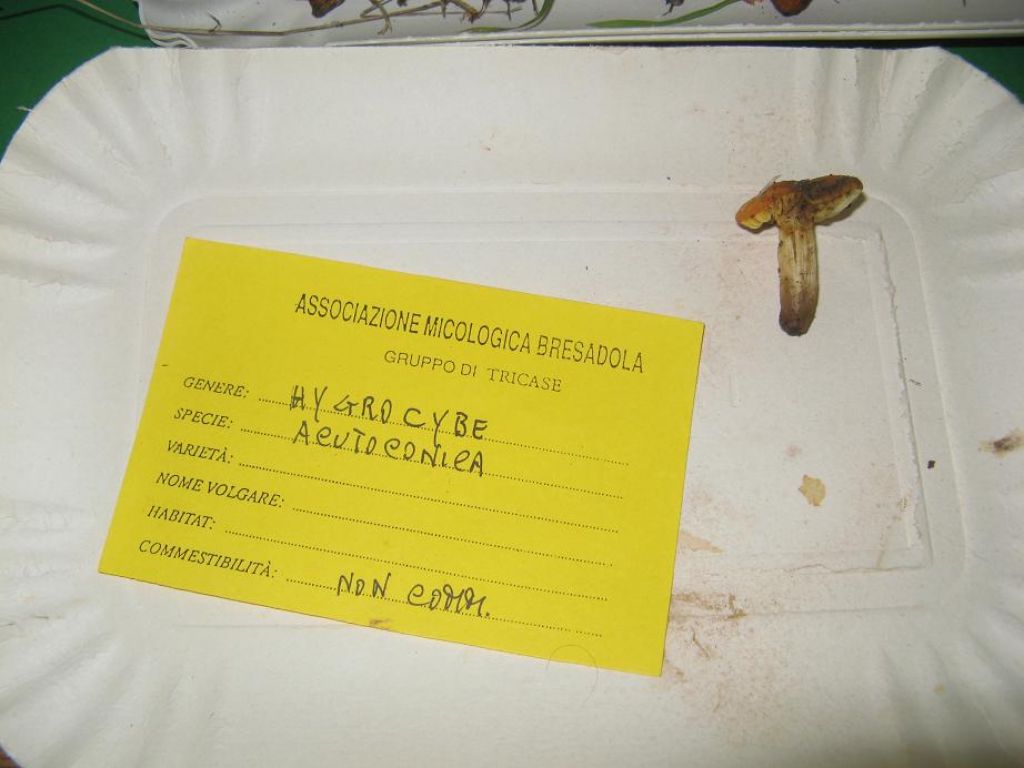 ASSOCIAZIONE MICOLOGICA BRESADOLA
GRUPPO DI TRICASE
GENERE: HYGROCYBE
SPECIE: ACUTOCONICA
VARIETÀ:
NOME VOLGARE:
HABITAT:
COMMESTIBILITÀ: NON COMM.